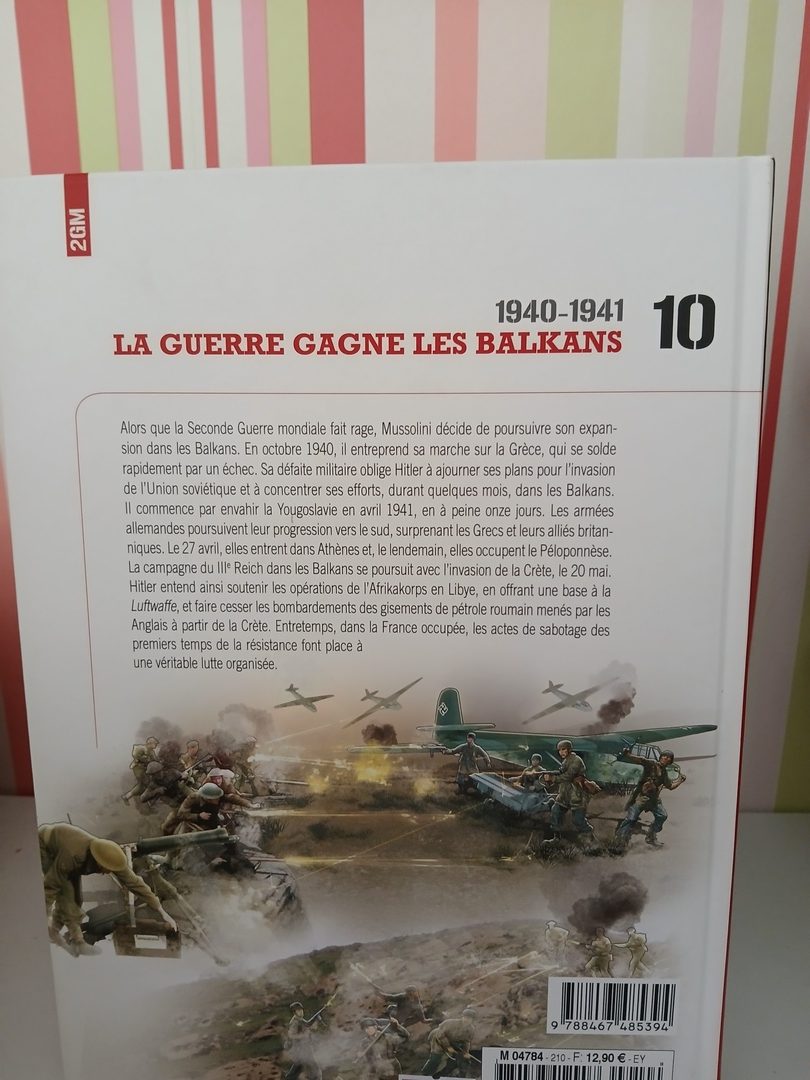 2GM
1940-1941
10
LA GUERRE GAGNE LES BALKANS
Alors que la Seconde Guerre mondiale fait rage, Mussolini décide de poursuivre son expan-
sion dans les Balkans. En octobre 1940, il entreprend sa marche sur la Grèce, qui se solde
rapidement par un échec. Sa défaite militaire oblige Hitler à ajourner ses plans pour l'invasion
de l'Union soviétique et à concentrer ses efforts, durant quelques mois, dans les Balkans.
Il commence par envahir la Yougoslavie en avril 1941, en à peine onze jours. Les armées
allemandes poursuivent leur progression vers le sud, surprenant les Grecs et leurs alliés britan-
niques. Le 27 avril, elles entrent dans Athènes et, le lendemain, elles occupent le Péloponnèse.
La campagne du IIIe Reich dans les Balkans se poursuit avec l'invasion de la Crète, le 20 mai.
Hitler entend ainsi soutenir les opérations de l'Afrikakorps en Libye, en offrant une base à la
Luftwaffe, et faire cesser les bombardements des gisements de pétrole roumain menés par les
Anglais à partir de la Crète. Entretemps, dans la France occupée, les actes de sabotage des
premiers temps de la résistance font place à
une véritable lutte organisée.
9 788467 485394
M 04784 - 210 - F: 12,90 € - EY